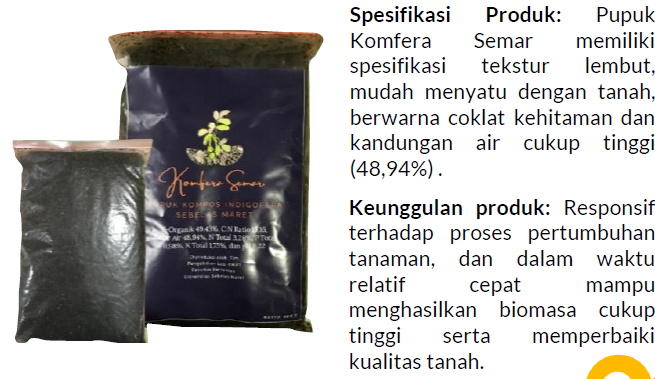 Komfera Semar
PUPUK KOMPOS INDIGOFERA
SEBELAS MARET
Spesifikasi Produk: Pupuk
Komfera Semar memiliki
spesifikasi tekstur lembut,
mudah menyatu dengan tanah,
berwarna coklat kehitaman dan
kandungan air cukup tinggi
(48,94%) .
Keunggulan produk: Responsif
terhadap proses pertumbuhan
tanaman, dan dalam waktu
relatif cepat mampu
menghasilkan biomasa cukup
tinggi serta memperbaiki
kualitas tanah.